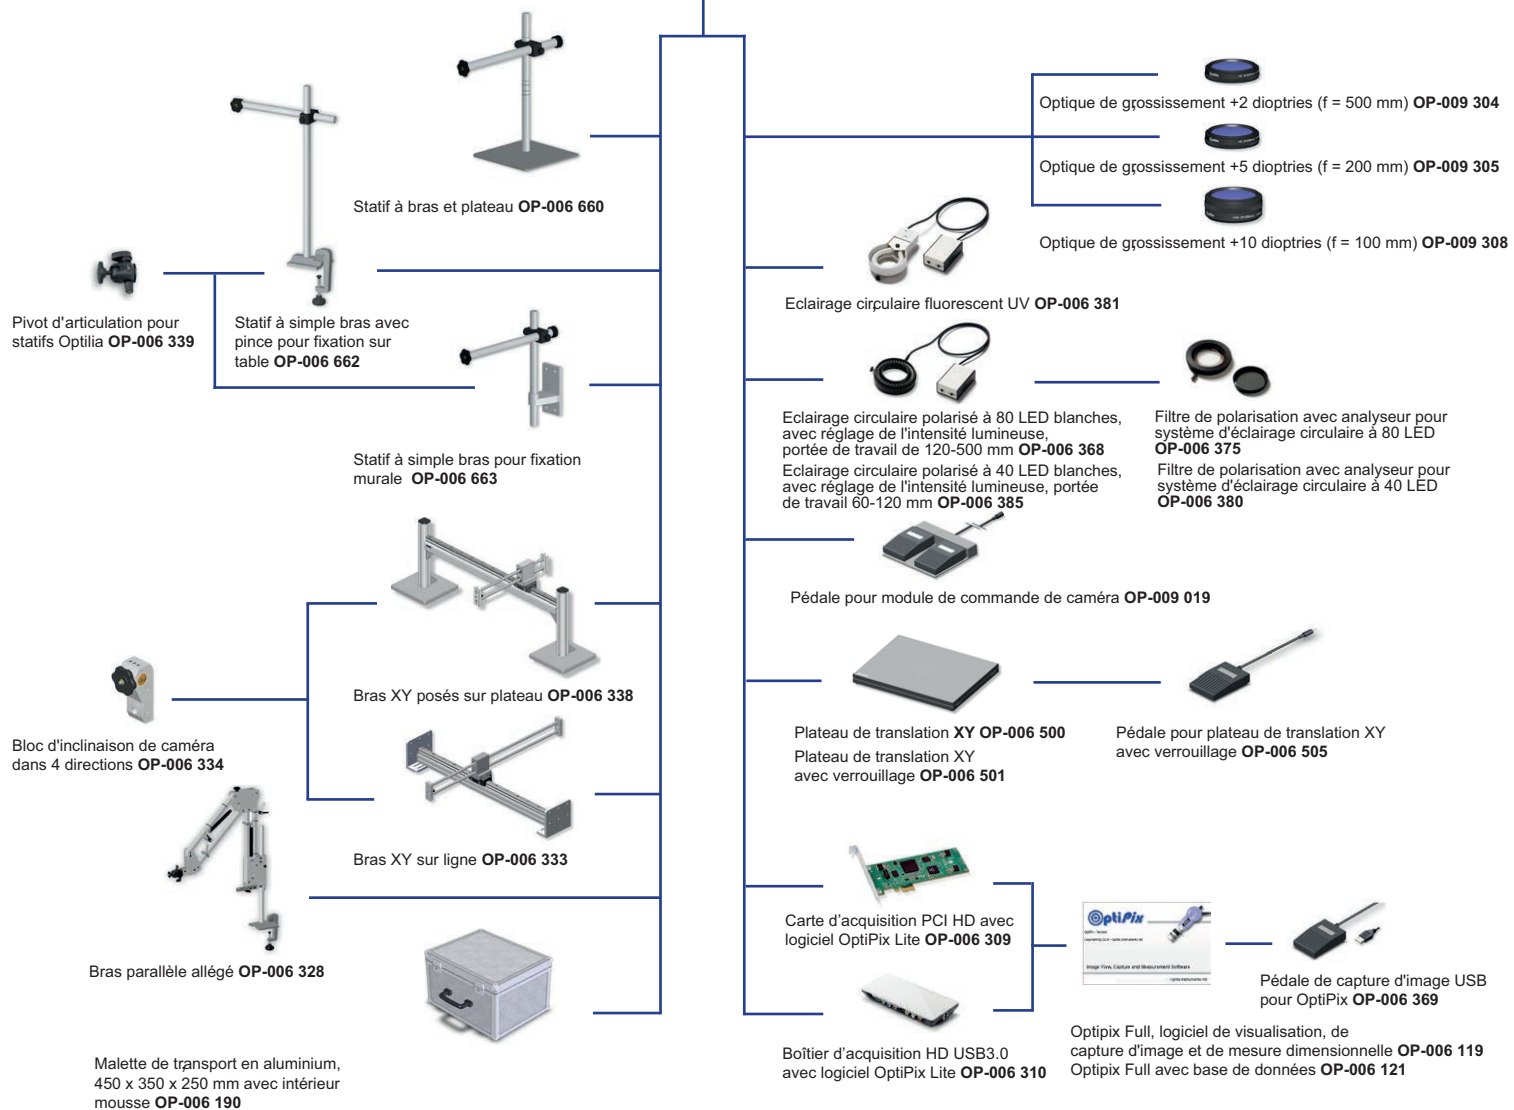 Statif à bras et plateau OP-006 660
Pivot d'articulation pour
statifs Optilia OP-006 339
Statif à simple bras avec
pince pour fixation sur
table OP-006 662
Statif à simple bras pour fixation
murale OP-006 663
Bras XY posés sur plateau OP-006 338
Bloc d'inclinaison de caméra
dans 4 directions OP-006 334
Bras XY sur ligne OP-006 333
Bras parallèle allégé OP-006 328
Malette de transport en aluminium,
450 x 350 x 250 mm avec intérieur
mousse OP-006 190
Optique de grossissement +2 dioptries (f = 500 mm) OP-009 304
Optique de grossissement +5 dioptries (f = 200 mm) OP-009 305
Optique de grossissement +10 dioptries (f = 100 mm) OP-009 308
Eclairage circulaire fluorescent UV OP-006 381
Eclairage circulaire polarisé à 80 LED blanches,
avec réglage de l'intensité lumineuse,
portée de travail de 120-500 mm OP-006 368
Eclairage circulaire polarisé à 40 LED blanches,
avec réglage de l'intensité lumineuse, portée
de travail 60-120 mm OP-006 385
Filtre de polarisation avec analyseur pour
système d'éclairage circulaire à 80 LED
OP-006 375
Filtre de polarisation avec analyseur pour
système d'éclairage circulaire à 40 LED
OP-006 380
Pédale pour module de commande de caméra OP-009 019
Plateau de translation XY OP-006 500
Plateau de translation XY
avec verrouillage OP-006 501
Pédale pour plateau de translation XY
avec verrouillage OP-006 505
Carte d'acquisition PCI HD avec
logiciel OptiPix Lite OP-006 309
Boîtier d'acquisition HD USB3.0
avec logiciel OptiPix Lite OP-006 310
OptiPix
Image View, Capture and Measurement Software
Pédale de capture d'image USB
pour OptiPix OP-006 369
Optipix Full, logiciel de visualisation, de
capture d'image et de mesure dimensionnelle OP-006 119
Optipix Full avec base de données OP-006 121